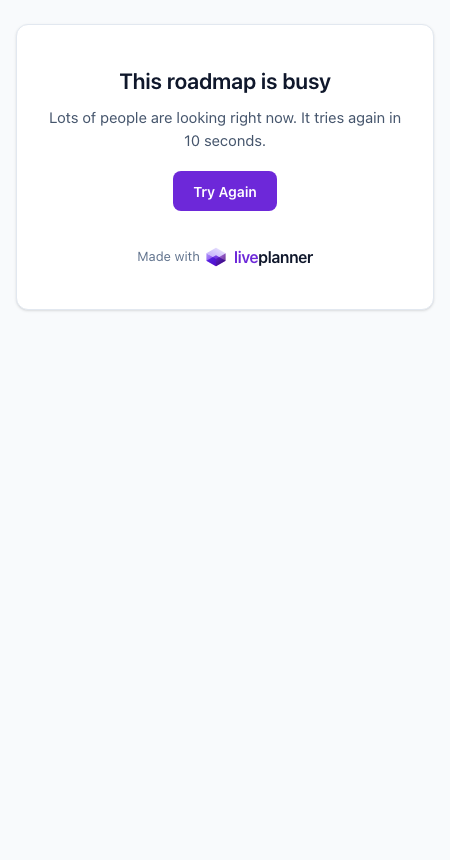 This roadmap is busy
Lots of people are looking right now. It tries again in
10 seconds.
Try Again
Made with liveplanner